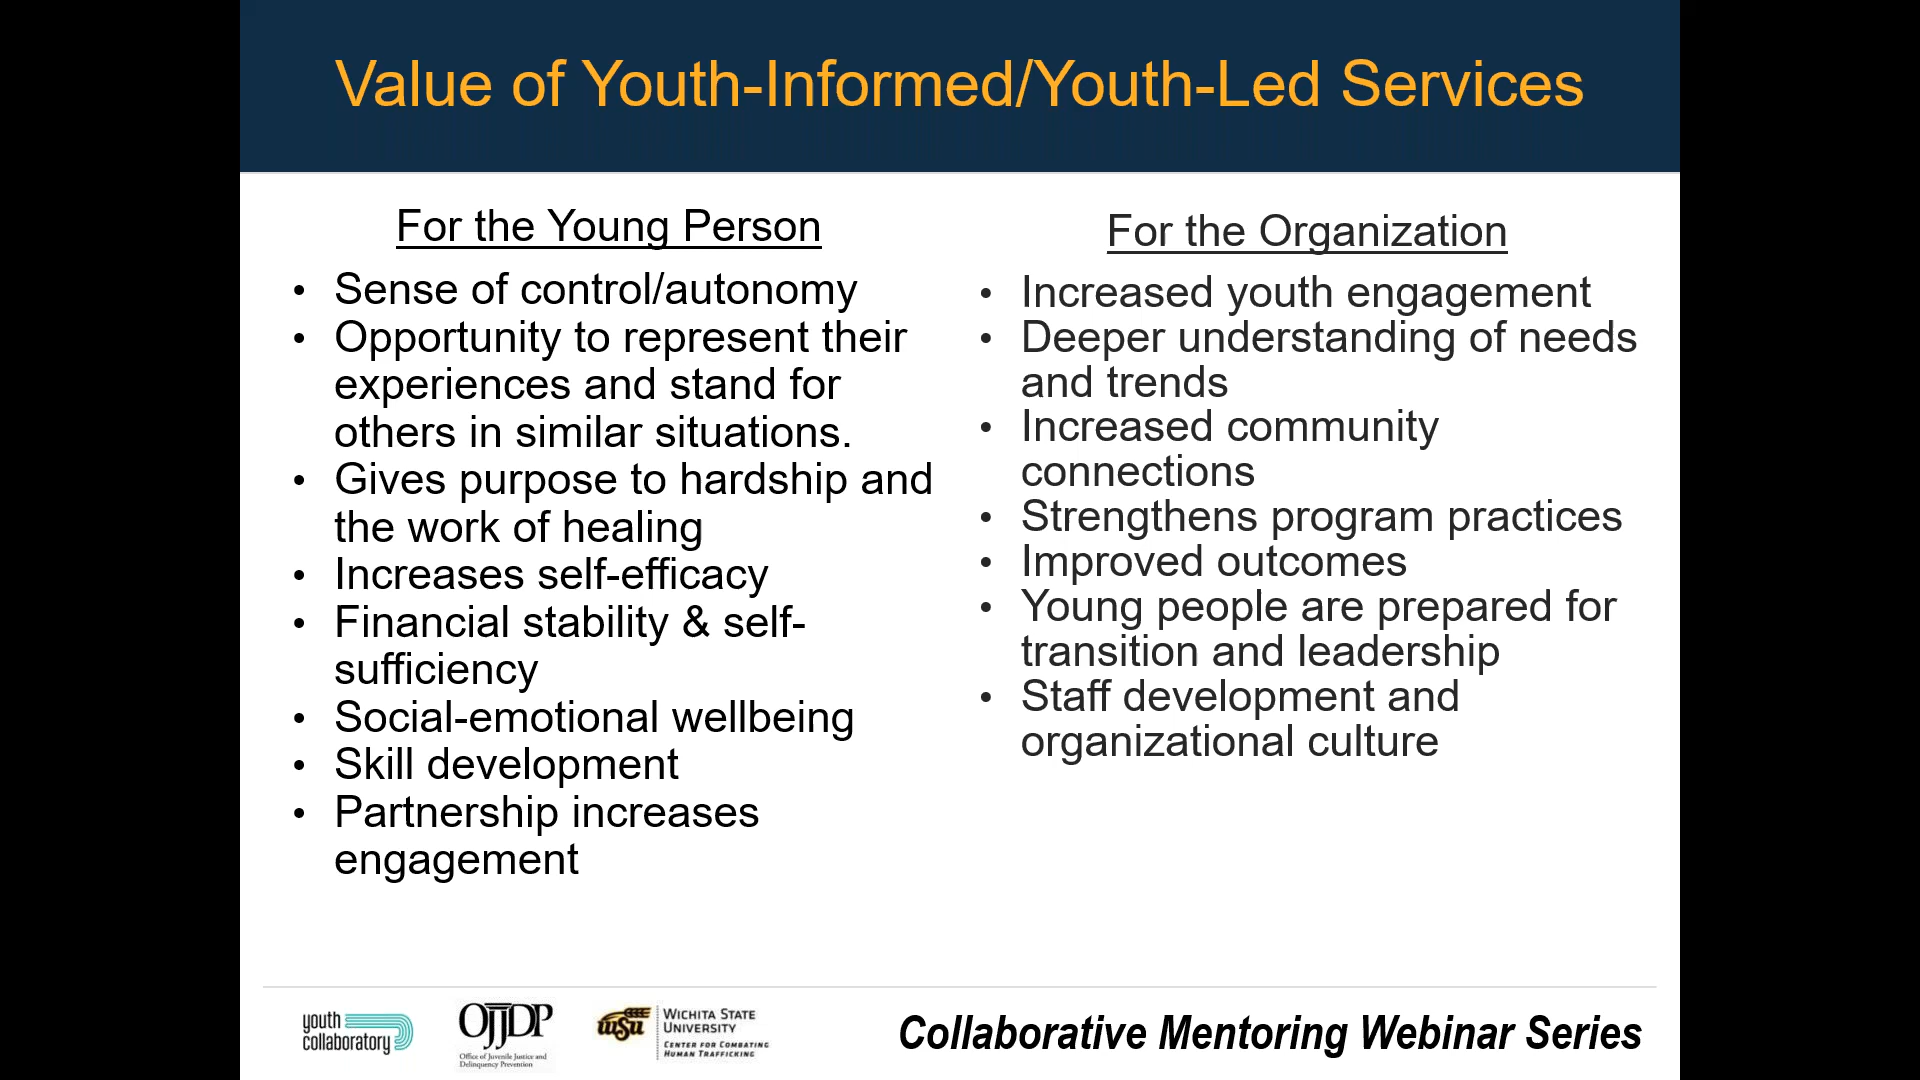 Value of Youth-Informed/Youth-Led Services
For the Young Person
• Sense of control/autonomy
• Opportunity to represent their
experiences and stand for
others in similar situations.
• Gives purpose to hardship and
the work of healing
• Increases self-efficacy
• Financial stability & self-
sufficiency
• Social-emotional wellbeing
• Skill development
• Partnership increases
engagement
For the Organization
• Increased youth engagement
• Deeper understanding of needs
and trends
• Increased community
connections
• Strengthens program practices
• Improved outcomes
• Young people are prepared for
transition and leadership
• Staff development and
organizational culture
youth
collaboratory
OJJDP
Office of Juvenile Justice and
Delinquency Prevention
WSU
WICHITA STATE
UNIVERSITY
CENTER FOR COMBATING
HUMAN TRAFFICKING
Collaborative Mentoring Webinar Series